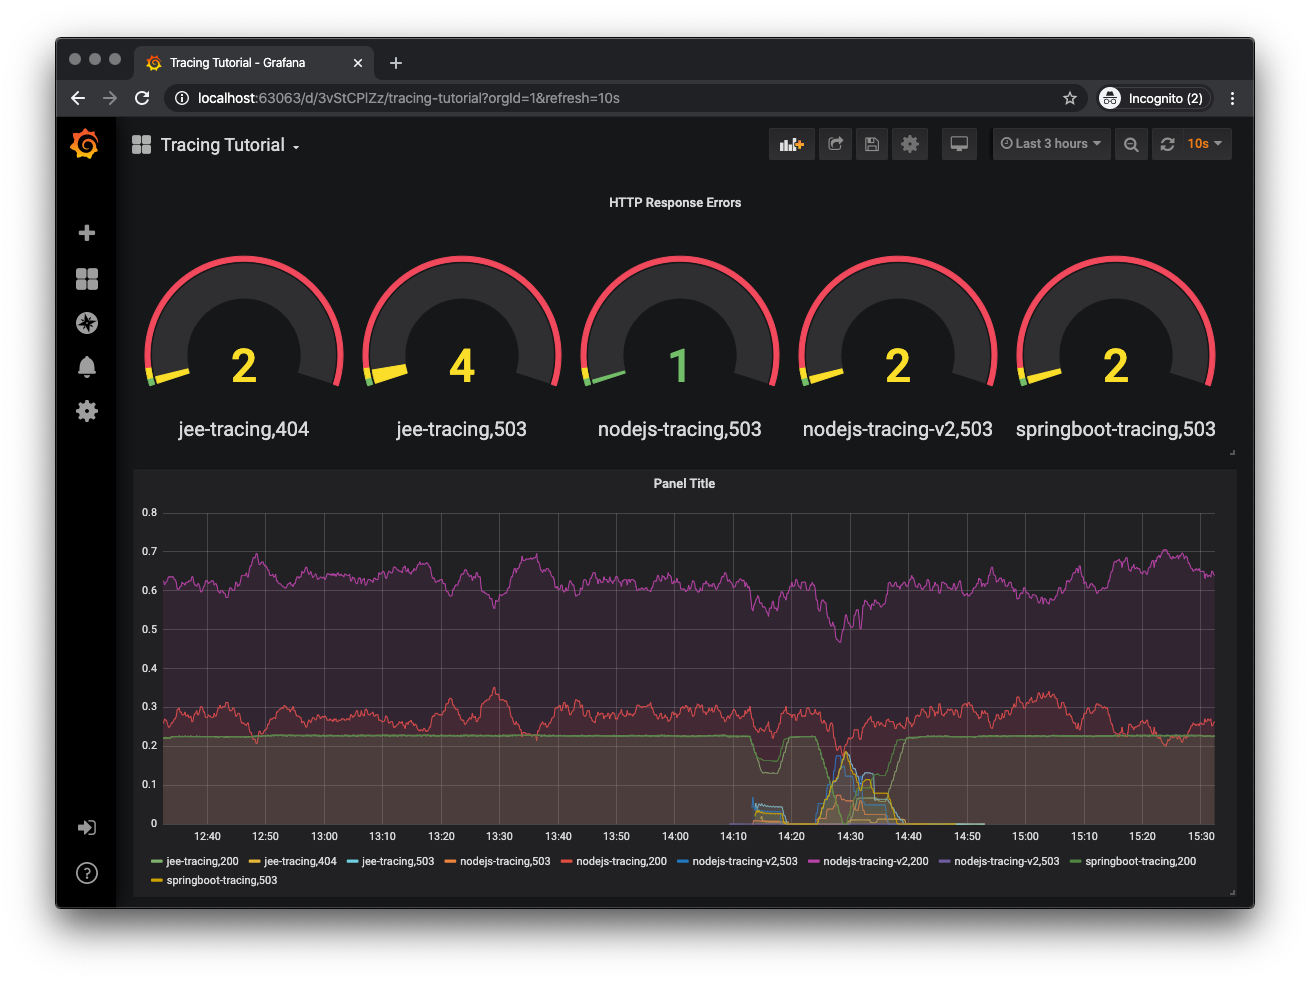 Tracing Tutorial - Grafana
localhost:63063/d/3vStCPlZz/tracing-tutorial?orgId=1&refresh=10s
Incognito (2)
Tracing Tutorial
Last 3 hours
10s
HTTP Response Errors
2 4 1 2 2
jee-tracing,404 jee-tracing,503 nodejs-tracing,503 nodejs-tracing-v2,503 springboot-tracing,503
Panel Title
0.8
0.7
0.6
0.5
0.4
0.3
0.2
0.1
0
12:40 12:50 13:00 13:10 13:20 13:30 13:40 13:50 14:00 14:10 14:20 14:30 14:40 14:50 15:00 15:10 15:20 15:30
jee-tracing,200 jee-tracing,404 jee-tracing,503 nodejs-tracing,503 nodejs-tracing,200 nodejs-tracing-v2,503 nodejs-tracing-v2,200 nodejs-tracing-v2,503 springboot-tracing,200
springboot-tracing,503